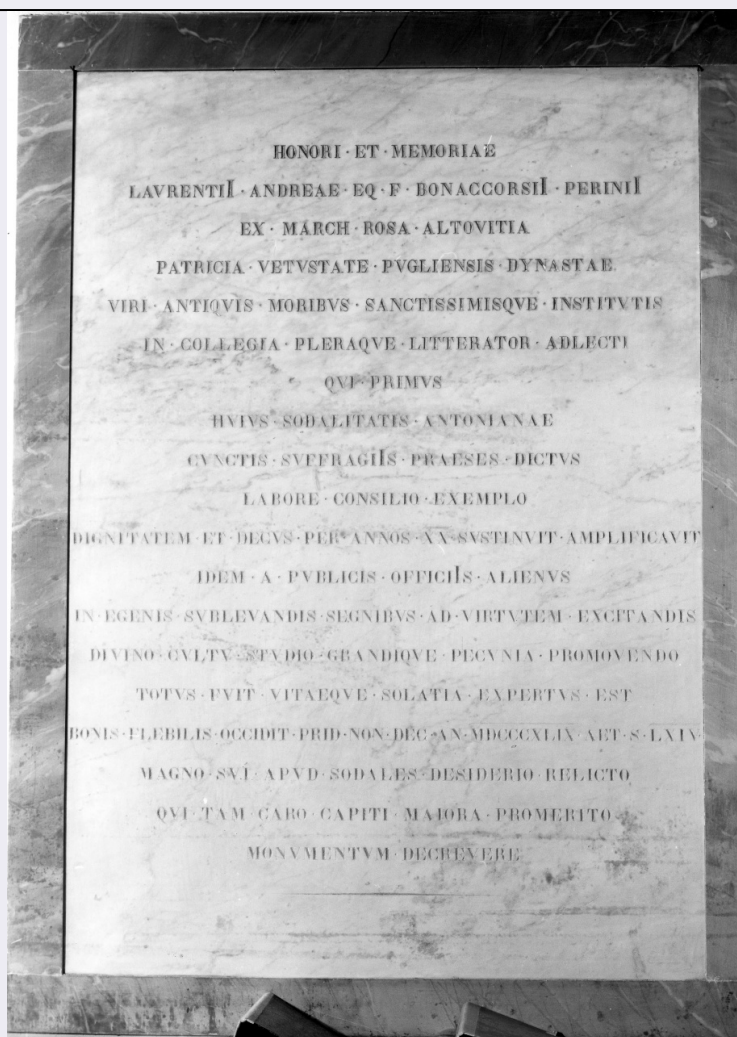 HONORI · ET · MEMORIAE
LAVRENTII · ANDREAE · EQ · F · BONACCORSII · PERINII
EX · MARCH · ROSA · ALTOVITIA
PATRICIA · VETVSTATE · PVGLIENSIS · DYNASTAE
VIRI · ANTIQVIS · MORIBVS · SANCTISSIMISQVE · INSTITVTIS
IN · COLLEGIA · PLERAQVE · LITTERATOR · ADLECTI
QVI · PRIMVS
HVIVS · SODALITATIS · ANTONIANAE
CVNCTIS · SVFFRAGIIS · PRAESES · DICTVS
LABORE · CONSILIO · EXEMPLO
DIGNITATEM · ET · DECVS · PER · ANNOS · XX · SVSTINVIT · AMPLIFICAVIT
IDEM · A · PVBLICIS · OFFICIIS · ALIENVS
IN · EGENIS · SVBLEVANDIS · SEGNIBVS · AD · VIRTVTEM · EXCITANDIS
DIVINO · CVLTV · STVDIO · GRANDIQVE · PECVNIA · PROMOVENDO
TOTVS · FVIT · VITAEQVE · SOLATIA · EXPERTVS · EST
BONIS · FLEBILIS · OCCIDIT · PRID · NON · DEC · AN · MDCCCXLIX · AET · S · LXIV ·
MAGNO · SVI · APVD · SODALES · DESIDERIO · RELICTO
QVI · TAM · CARO · CAPITI · MAIORA · PROMERITO
MONVMENTVM · DECREVERE